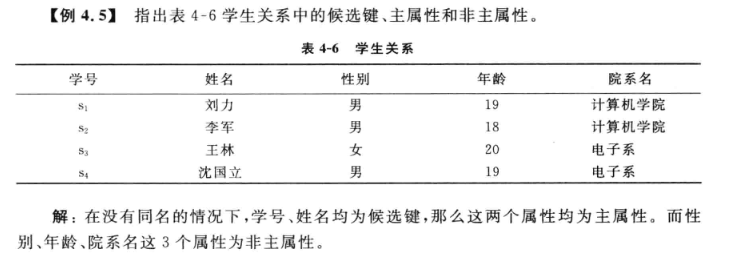 【例 4.5】 指出表 4-6 学生关系中的候选键、主属性和非主属性。
表 4-6 学生关系
学号 姓名 性别 年龄 院系名
s₁ 刘力 男 19 计算机学院
s₂ 李军 男 18 计算机学院
s₃ 王林 女 20 电子系
s₄ 沈国立 男 19 电子系
解：在没有同名的情况下,学号、姓名均为候选键,那么这两个属性均为主属性。而性
别、年龄、院系名这 3 个属性为非主属性。